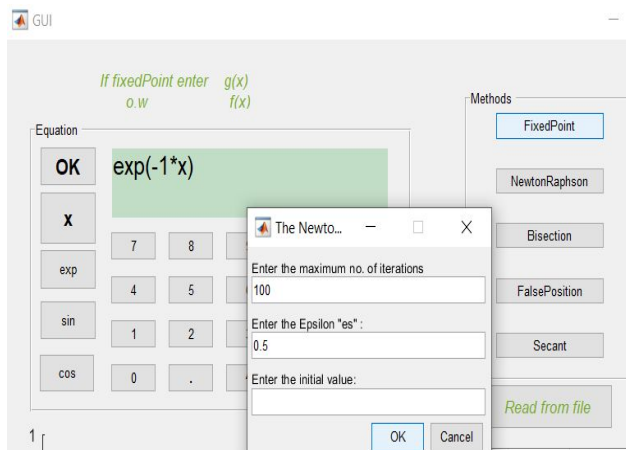 GUI
If fixedPoint enter g(x)
o.w f(x)
Methods
FixedPoint
NewtonRaphson
Bisection
FalsePosition
Secant
Read from file
Equation
OK
exp(-1*x)
x
exp
sin
cos
7 8
4 5
1 2
0 .
The Newto...
Enter the maximum no. of iterations
100
Enter the Epsilon "es" :
0.5
Enter the initial value:
OK Cancel
1